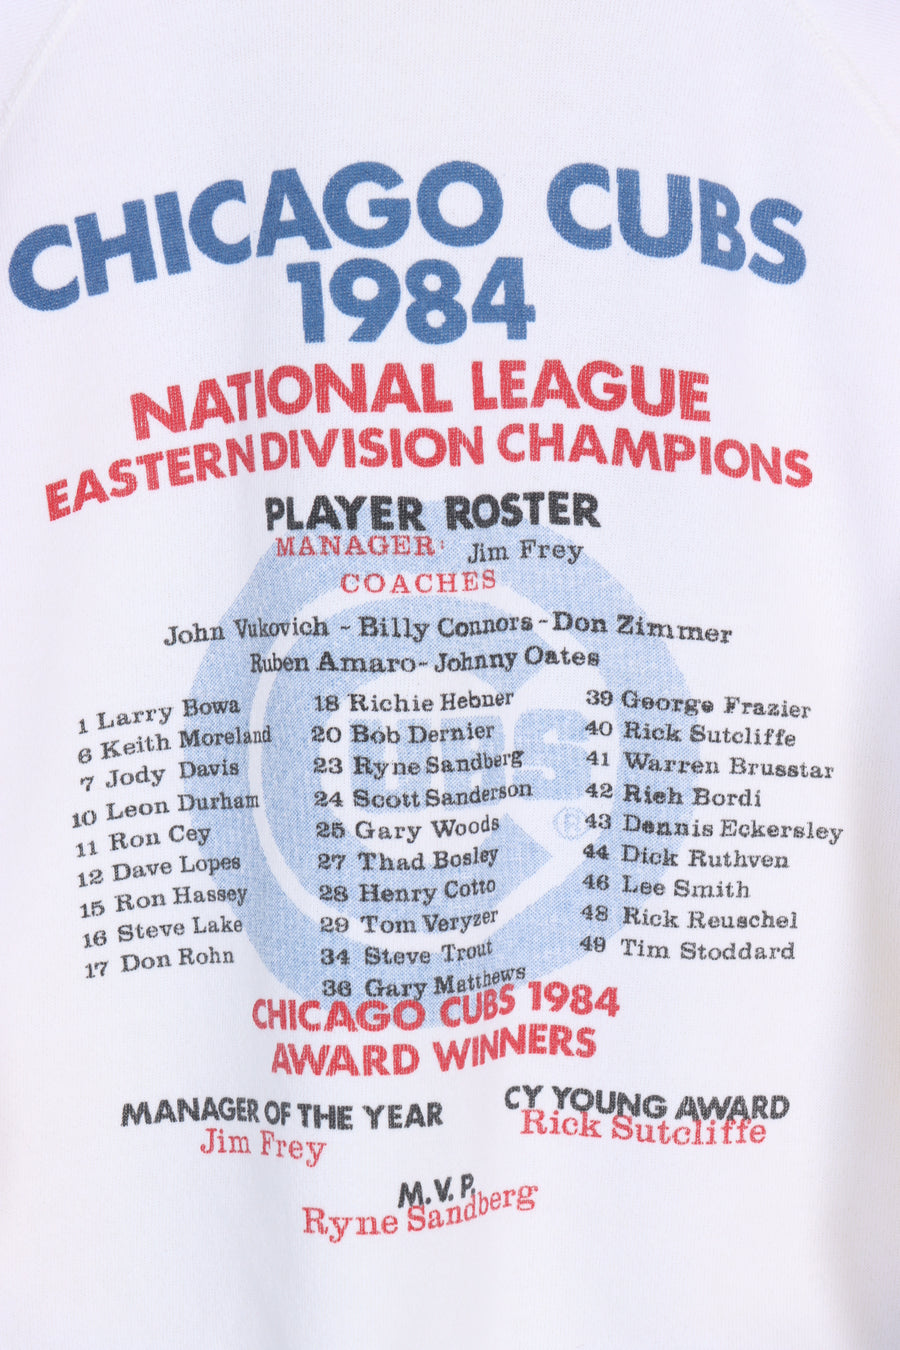 CHICAGO CUBS
1984
NATIONAL LEAGUE
EASTERN DIVISION CHAMPIONS
PLAYER ROSTER
MANAGER: Jim Frey
COACHES
John Vukovich - Billy Connors - Don Zimmer
Ruben Amaro - Johnny Oates
1 Larry Bowa
6 Keith Moreland
7 Jody Davis
10 Leon Durham
11 Ron Cey
12 Dave Lopes
15 Ron Hassey
16 Steve Lake
17 Don Rohn
18 Richie Hebner
20 Bob Dernier
23 Ryne Sandberg
24 Scott Sanderson
25 Gary Woods
27 Thad Bosley
28 Henry Cotto
29 Tom Veryzer
34 Steve Trout
36 Gary Matthews
39 George Frazier
40 Rick Sutcliffe
41 Warren Brusstar
42 Rich Bordi
43 Dennis Eckersley
44 Dick Ruthven
46 Lee Smith
48 Rick Reuschel
49 Tim Stoddard
CUBS
®
CHICAGO CUBS 1984
AWARD WINNERS
MANAGER OF THE YEAR
Jim Frey
CY YOUNG AWARD
Rick Sutcliffe
M.V.P.
Ryne Sandberg